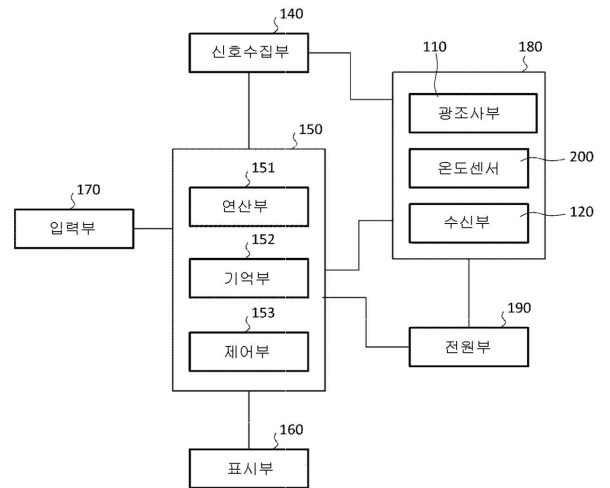 140
신호수집부
110
180
광조사부
150
온도센서
200
151
170
연산부
수신부
120
입력부
152
기억부
190
153
전원부
제어부
160
표시부